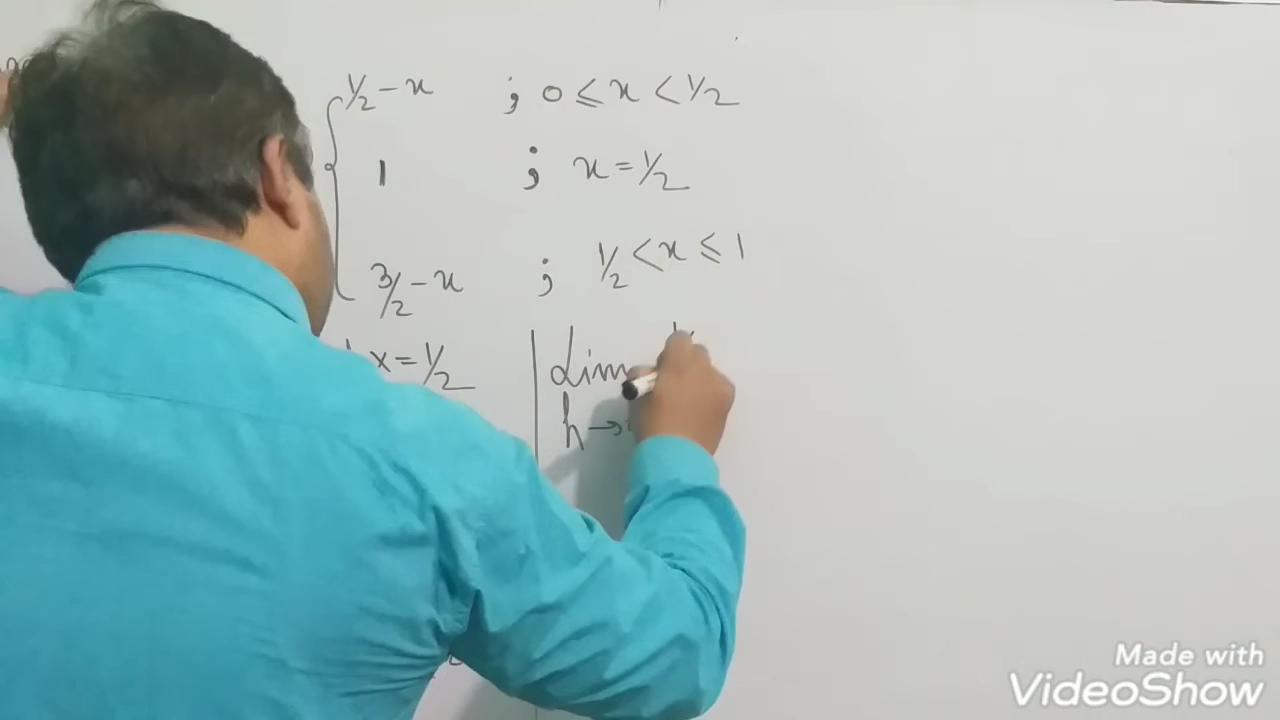 ½ - x ; 0 ≤ x < ½
1 ; x = ½
3/2 - x ; ½ < x ≤ 1
x = ½
Lim
h →
Made with
VideoShow